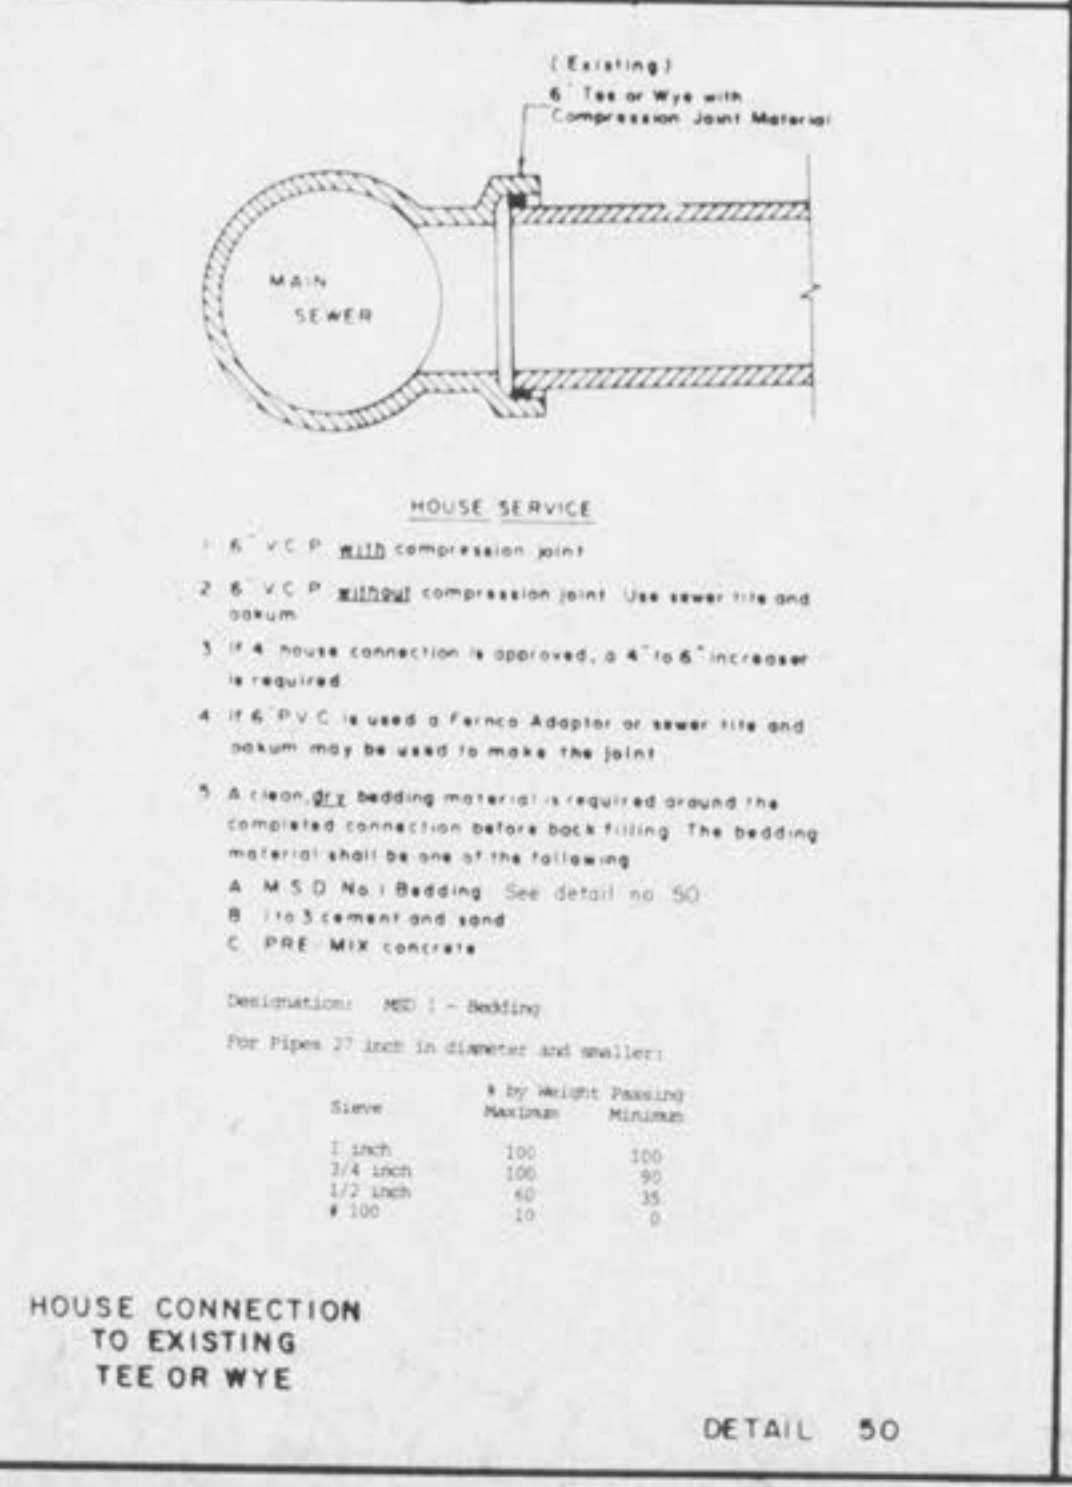 (Existing)
6" Tee or Wye with
Compression Joint Material
MAIN
SEWER
HOUSE SERVICE
1 6" V C P with compression joint
2 6" V C P without compression joint Use sewer tite and
oakum
3 If 4" house connection is approved, a 4" to 6" increaser
is required
4 If 6" P V C is used a Fernco Adaptor or sewer tite and
oakum may be used to make the joint
5 A clean, dry bedding material is required around the
completed connection before back filling The bedding
material shall be one of the following
A M S D No. 1 Bedding See detail no 50
B 1 to 3 cement and sand
C PRE MIX concrete
Designation: MSD 1 - Bedding
For Pipes 27 inch in diameter and smaller:
% by Weight Passing
Sieve Maximum Minimum
1 inch 100 100
3/4 inch 100 90
1/2 inch 60 35
# 100 10 0
HOUSE CONNECTION
TO EXISTING
TEE OR WYE
DETAIL 50